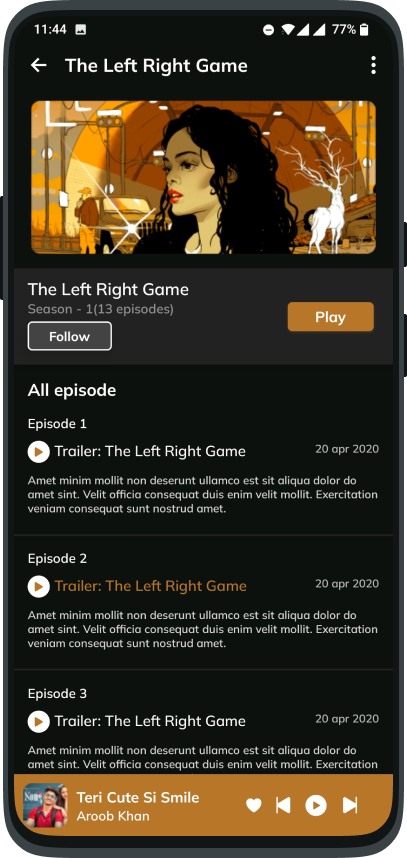 11:44
77%
The Left Right Game
The Left Right Game
Season - 1(13 episodes)
Follow
Play
All episode
Episode 1
Trailer: The Left Right Game
20 apr 2020
Amet minim mollit non deserunt ullamco est sit aliqua dolor do
amet sint. Velit officia consequat duis enim velit mollit. Exercitation
veniam consequat sunt nostrud amet.
Episode 2
Trailer: The Left Right Game
20 apr 2020
Amet minim mollit non deserunt ullamco est sit aliqua dolor do
amet sint. Velit officia consequat duis enim velit mollit. Exercitation
veniam consequat sunt nostrud amet.
Episode 3
Trailer: The Left Right Game
20 apr 2020
Amet minim mollit non deserunt ullamco est sit aliqua dolor do
amet sint. Velit officia consequat duis enim velit mollit. Exercitation
Teri Cute Si Smile
Aroob Khan